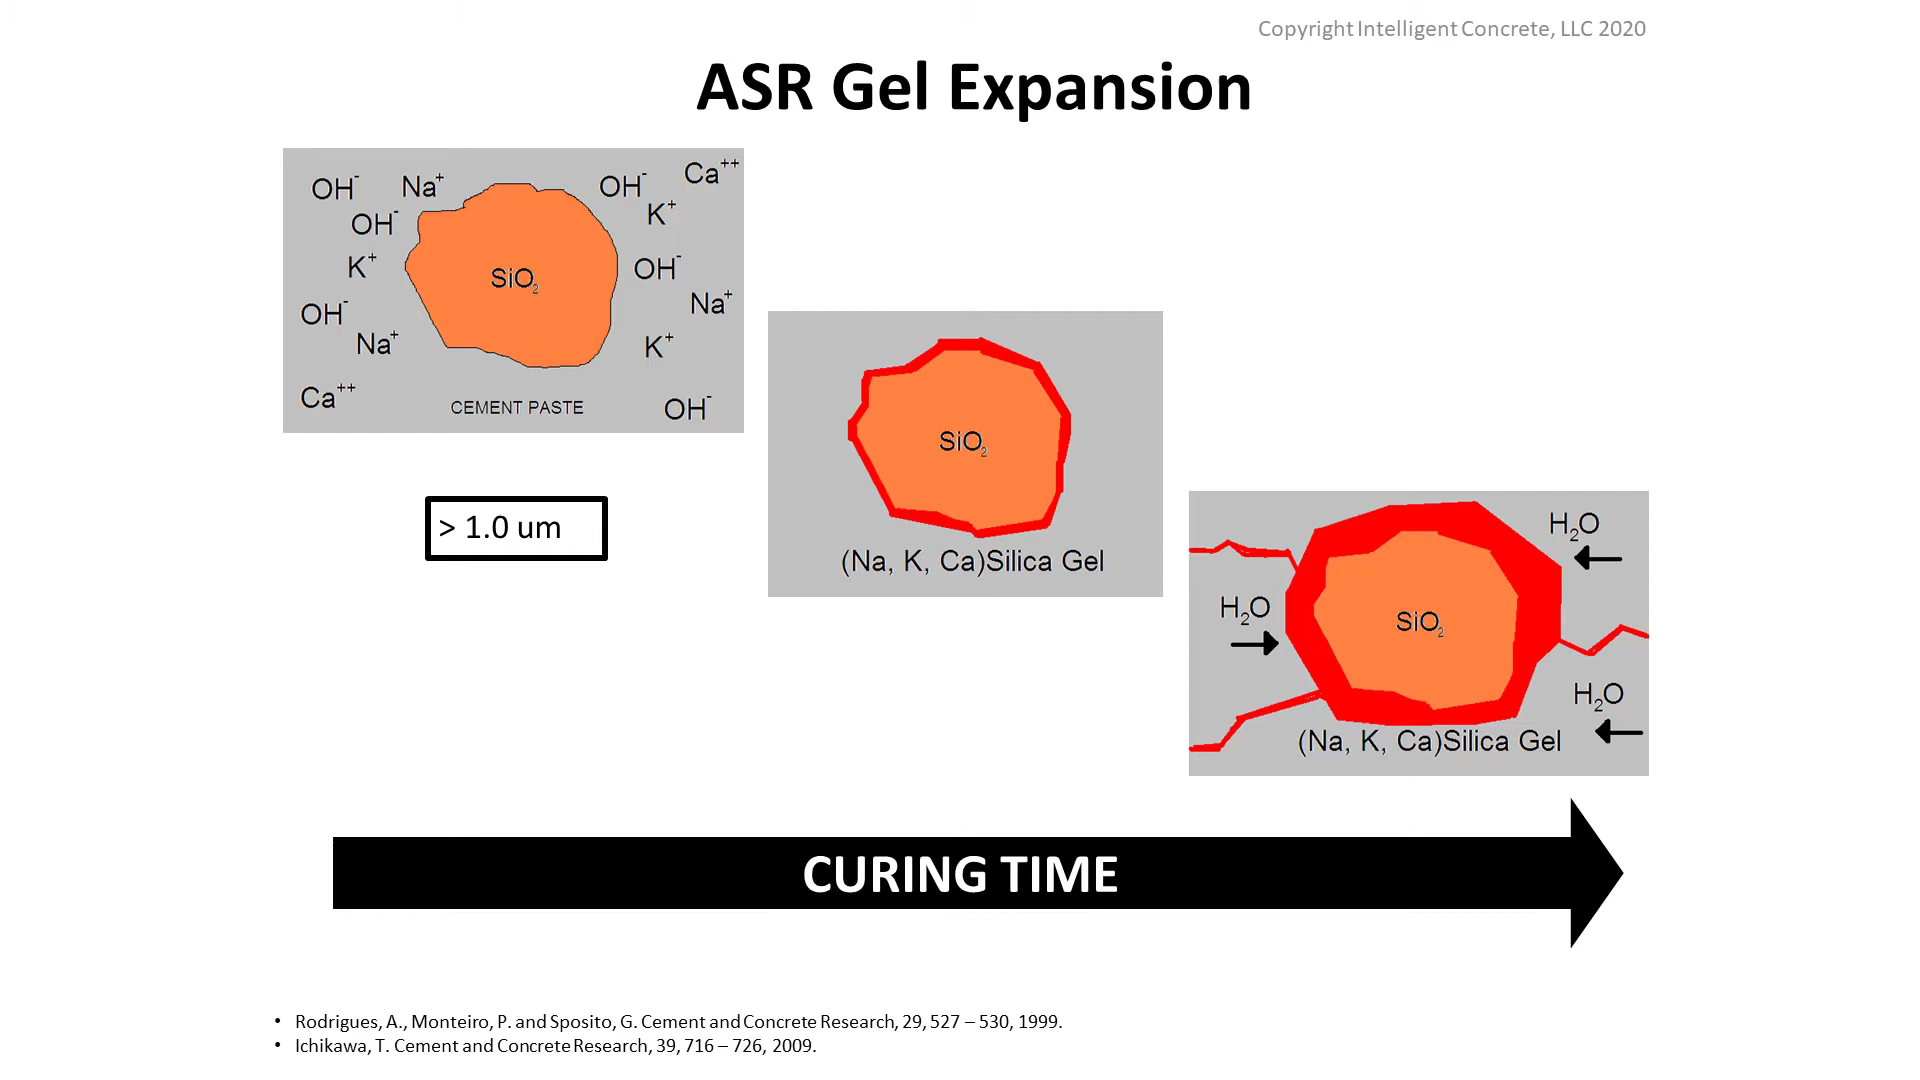 Copyright Intelligent Concrete, LLC 2020
ASR Gel Expansion
OH⁻ Na⁺ OH⁻ Ca⁺⁺
OH⁻ K⁺
K⁺ SiO₂ OH⁻
OH⁻ Na⁺
Na⁺ K⁺
Ca⁺⁺ CEMENT PASTE OH⁻
> 1.0 um
SiO₂
(Na, K, Ca)Silica Gel
H₂O
H₂O
SiO₂
H₂O
(Na, K, Ca)Silica Gel
CURING TIME
• Rodrigues, A., Monteiro, P. and Sposito, G. Cement and Concrete Research, 29, 527 – 530, 1999.
• Ichikawa, T. Cement and Concrete Research, 39, 716 – 726, 2009.